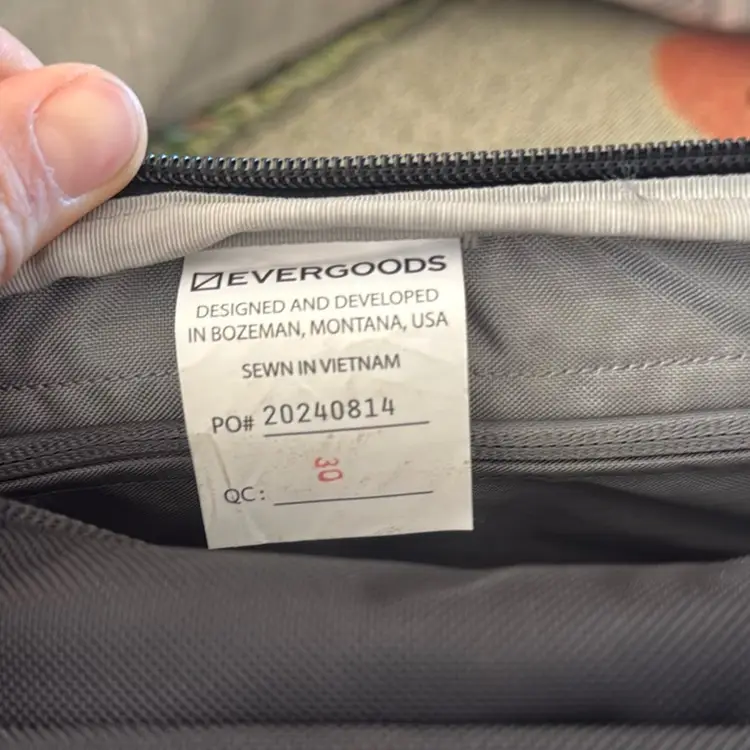 EVERGOODS
DESIGNED AND DEVELOPED
IN BOZEMAN, MONTANA, USA
SEWN IN VIETNAM
PO# 20240814
30
QC: